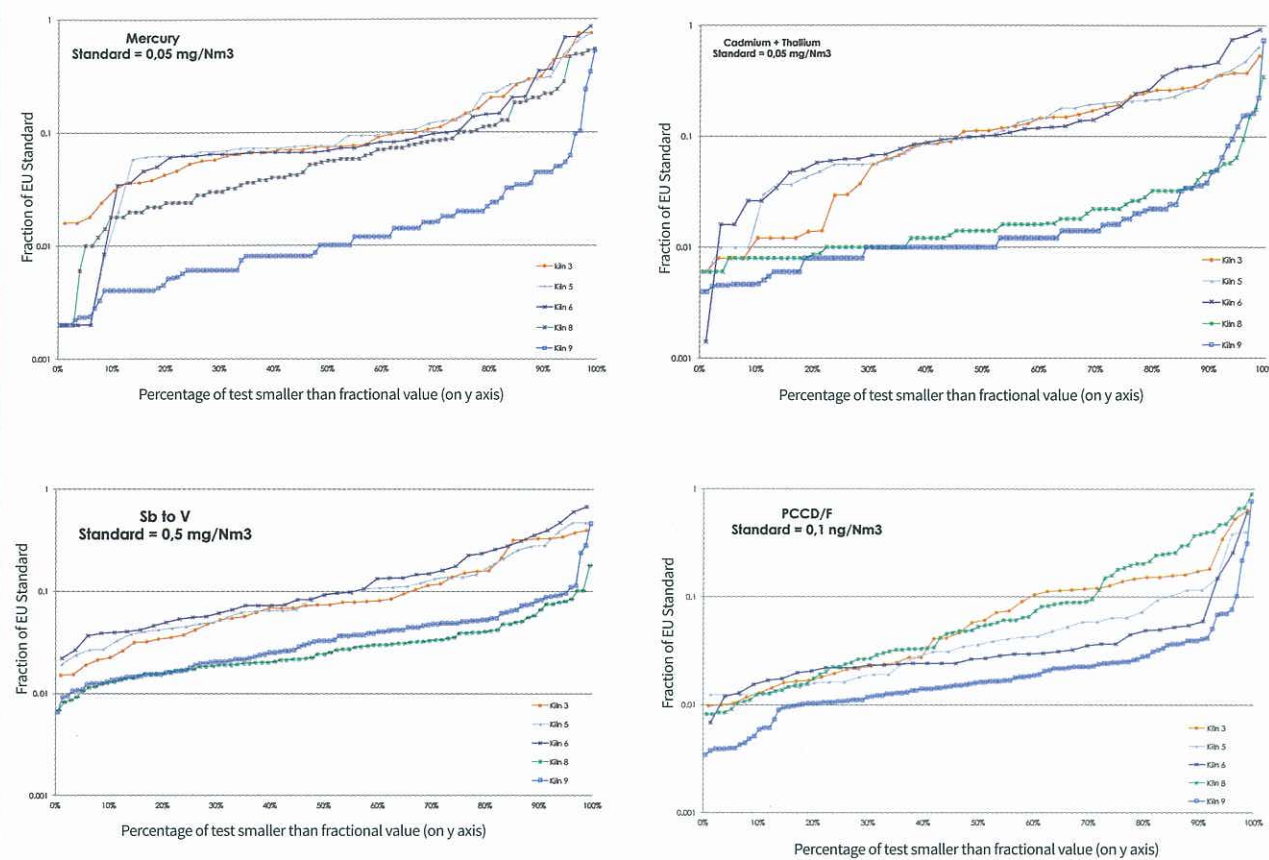 Mercury
Standard = 0,05 mg/Nm3
Fraction of EU Standard
1
0.1
0.01
0.001
0%
10%
20%
30%
40%
50%
60%
70%
80%
90%
100%
Kiln 3
Kiln 5
Kiln 6
Kiln 8
Kiln 9
Percentage of test smaller than fractional value (on y axis)
Cadmium + Thallium
Standard = 0,05 mg/Nm3
Fraction of EU Standard
1
0.1
0.01
0.001
0%
10%
20%
30%
40%
50%
60%
70%
80%
90%
100%
Kiln 3
Kiln 5
Kiln 6
Kiln 8
Kiln 9
Percentage of test smaller than fractional value (on y axis)
Sb to V
Standard = 0,5 mg/Nm3
Fraction of EU Standard
1
0.1
0.01
0.001
0%
10%
20%
30%
40%
50%
60%
70%
80%
90%
100%
Kiln 3
Kiln 5
Kiln 6
Kiln 8
Kiln 9
Percentage of test smaller than fractional value (on y axis)
PCCD/F
Standard = 0,1 ng/Nm3
Fraction of EU Standard
1
0.1
0.01
0.001
0%
10%
20%
30%
40%
50%
60%
70%
80%
90%
100%
Kiln 3
Kiln 5
Kiln 6
Kiln 8
Kiln 9
Percentage of test smaller than fractional value (on y axis)